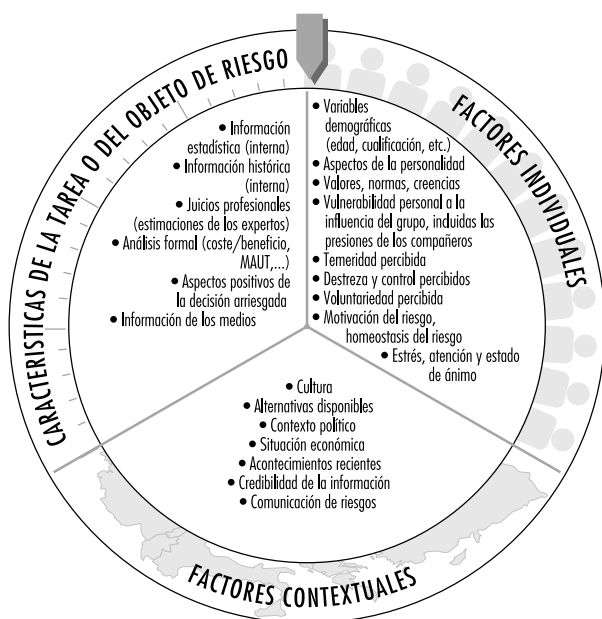 CARACTERISTICAS DE LA TAREA O DEL OBJETO DE RIESGO
• Información
estadística (interna)
• Información histórica
(interna)
• Juicios profesionales
(estimaciones de los expertos)
• Análisis formal (coste/beneficio,
MAUT,...)
• Aspectos positivos de
la decisión arriesgada
• Información de los medios
FACTORES INDIVIDUALES
• Variables
demográficas
(edad, cualificación, etc.)
• Aspectos de la personalidad
• Valores, normas, creencias
• Vulnerabilidad personal a la
influencia del grupo, incluidas las
presiones de los compañeros
• Temeridad percibida
• Destreza y control percibidos
• Voluntariedad percibida
• Motivación del riesgo,
homeostasis del riesgo
• Estrés, atención y estado
de ánimo
• Cultura
• Alternativas disponibles
• Contexto político
• Situación económica
• Acontecimientos recientes
• Credibilidad de la información
• Comunicación de riesgos
FACTORES CONTEXTUALES